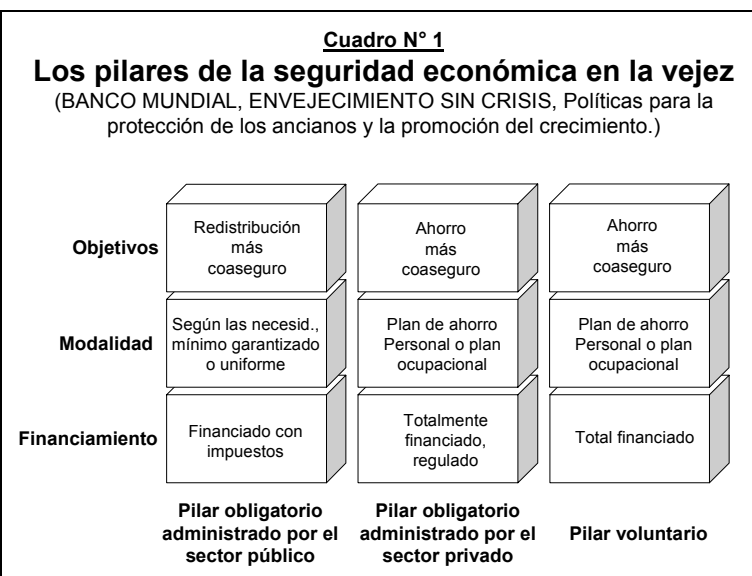 Cuadro N° 1
Los pilares de la seguridad económica en la vejez
(BANCO MUNDIAL, ENVEJECIMIENTO SIN CRISIS, Políticas para la
protección de los ancianos y la promoción del crecimiento.)
Objetivos
Redistribución
más
coaseguro
Ahorro
más
coaseguro
Ahorro
más
coaseguro
Modalidad
Según las necesid.,
mínimo garantizado
o uniforme
Plan de ahorro
Personal o plan
ocupacional
Plan de ahorro
Personal o plan
ocupacional
Financiamiento
Financiado con
impuestos
Totalmente
financiado,
regulado
Total financiado
Pilar obligatorio
administrado por el
sector público
Pilar obligatorio
administrado por el
sector privado
Pilar voluntario